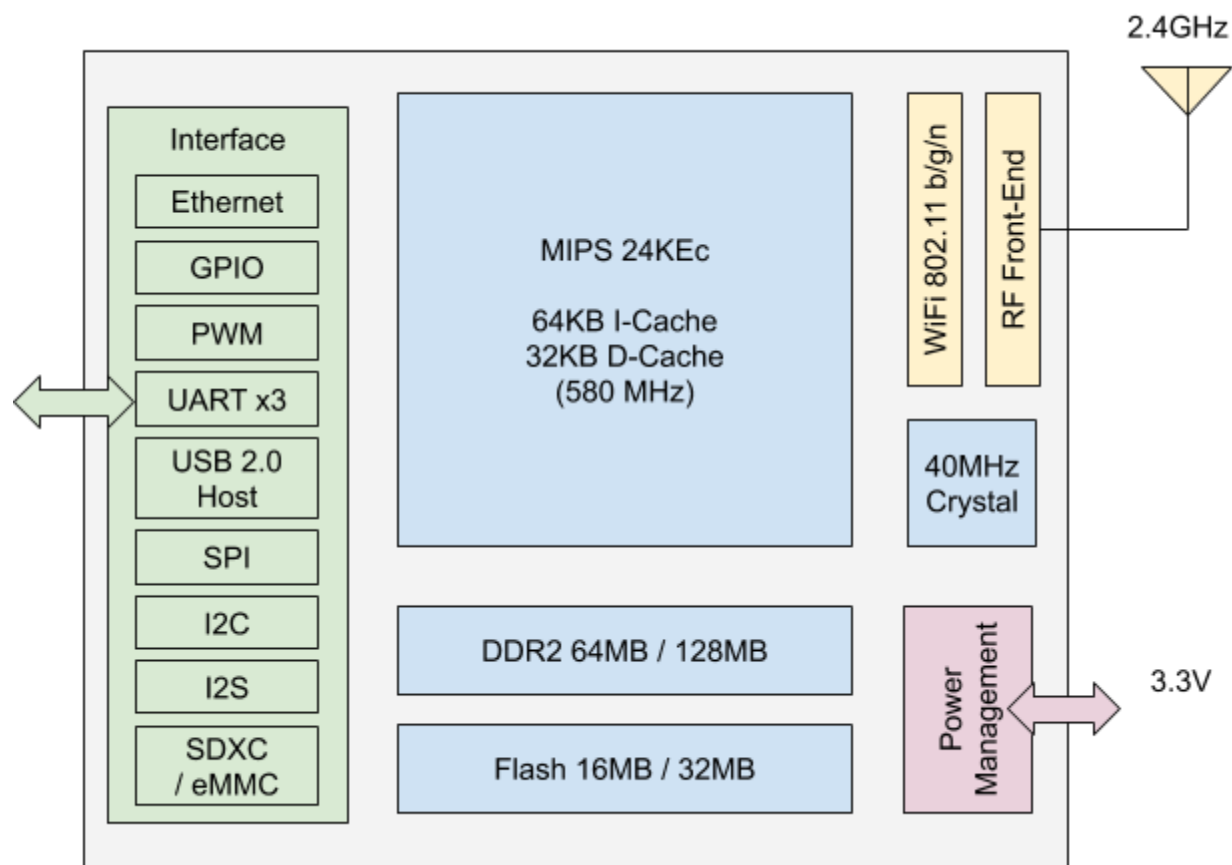 2.4GHz
Interface
Ethernet
GPIO
PWM
UART x3
USB 2.0
Host
SPI
I2C
I2S
SDXC
/ eMMC
MIPS 24KEc
64KB I-Cache
32KB D-Cache
(580 MHz)
DDR2 64MB / 128MB
Flash 16MB / 32MB
WiFi 802.11 b/g/n
RF Front-End
40MHz
Crystal
Power
Management
3.3V